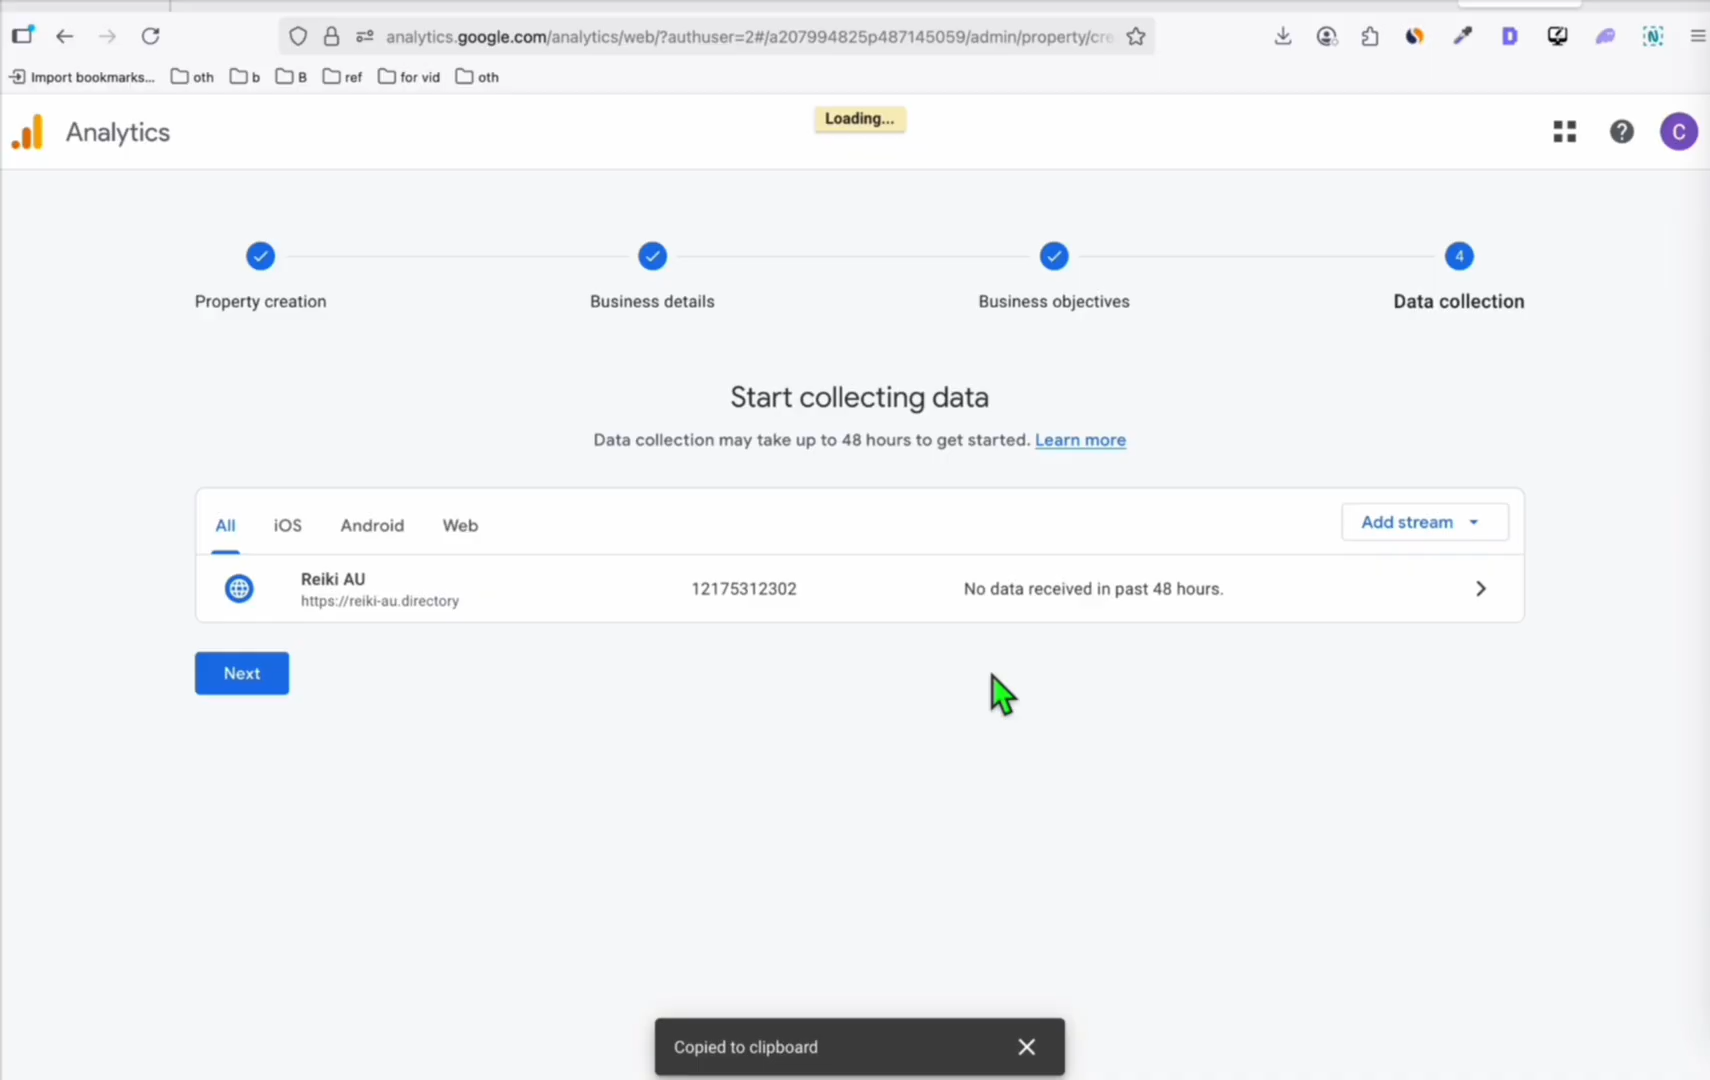 analytics.google.com/analytics/web/?authuser=2#/a207994825p487145059/admin/property/cre
Import bookmarks... oth b B ref for vid oth
Analytics
Loading...
C
4
Property creation Business details Business objectives Data collection
Start collecting data
Data collection may take up to 48 hours to get started. Learn more
All iOS Android Web Add stream
Reiki AU
https://reiki-au.directory
12175312302
No data received in past 48 hours.
Next
Copied to clipboard